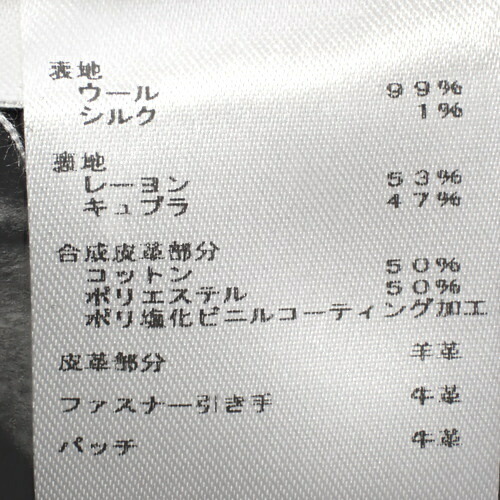 表地
ウール 99%
シルク 1%
裏地
レーヨン 53%
キュプラ 47%
合成皮革部分
コットン 50%
ポリエステル 50%
ポリ塩化ビニルコーティング加工
皮革部分 羊革
ファスナー引き手 牛革
パッチ 牛革